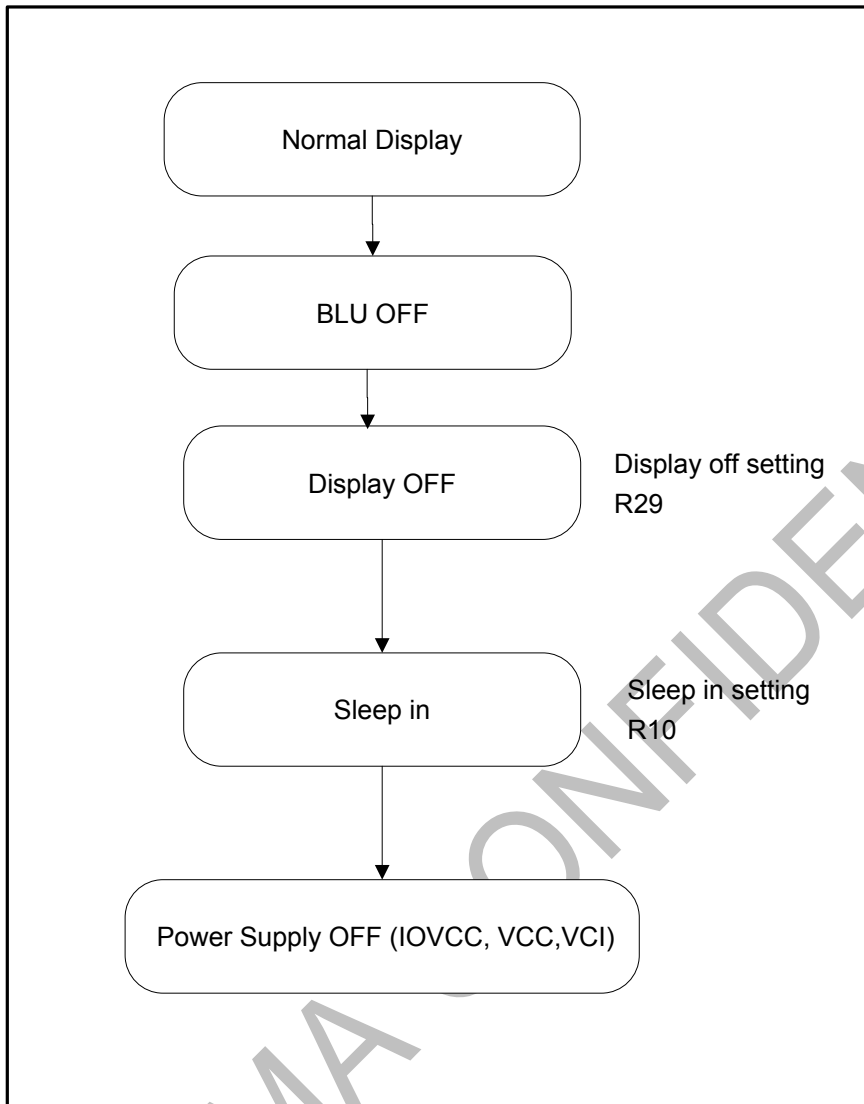 Normal Display
BLU OFF
Display OFF
Display off setting
R29
Sleep in
Sleep in setting
R10
Power Supply OFF (IOVCC, VCC,VCI)